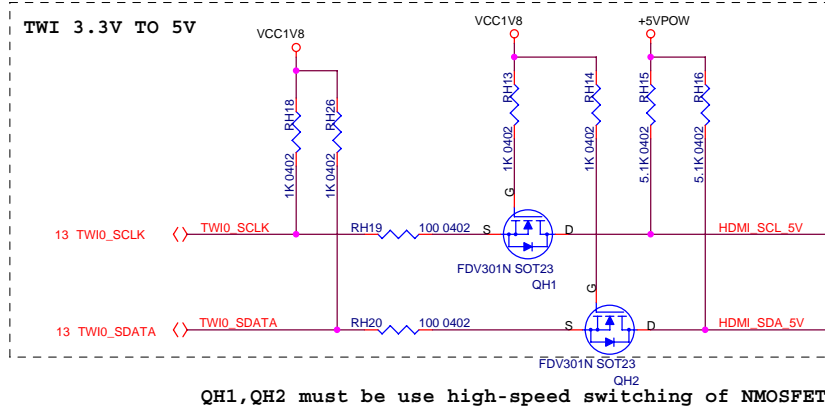 TWI 3.3V TO 5V
VCC1V8
VCC1V8
+5VPOW
RH18
1K 0402
RH26
1K 0402
RH13
1K 0402
RH14
1K 0402
RH15
5.1K 0402
RH16
5.1K 0402
G
13 TWI0_SCLK
TWI0_SCLK
RH19
100 0402
S
D
HDMI_SCL_5V
FDV301N SOT23
QH1
G
13 TWI0_SDATA
TWI0_SDATA
RH20
100 0402
S
D
HDMI_SDA_5V
FDV301N SOT23
QH2
QH1,QH2 must be use high-speed switching of NMOSFET